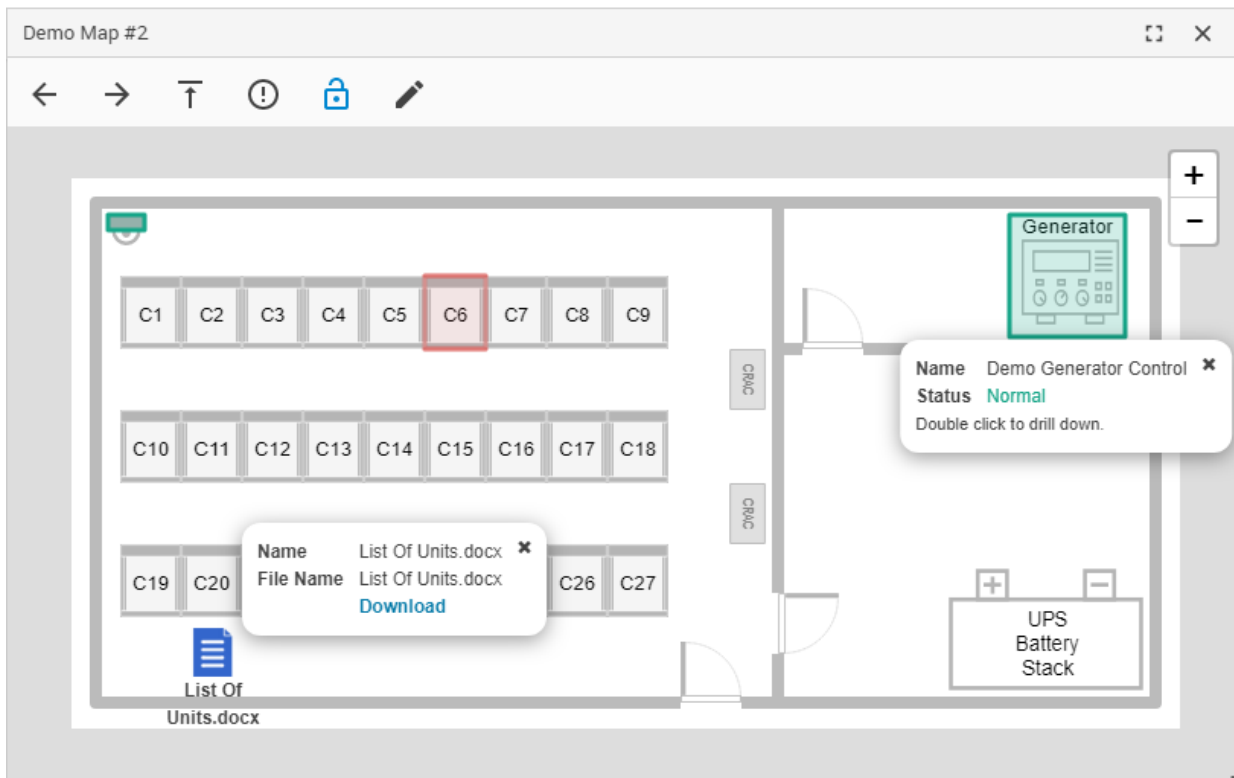 Demo Map #2
+
−
Generator
C1 C2 C3 C4 C5 C6 C7 C8 C9
CRAC
Name Demo Generator Control
Status Normal
Double click to drill down.
C10 C11 C12 C13 C14 C15 C16 C17 C18
CRAC
Name List Of Units.docx
File Name List Of Units.docx
Download
C19 C20 C26 C27
UPS
Battery
Stack
List Of
Units.docx